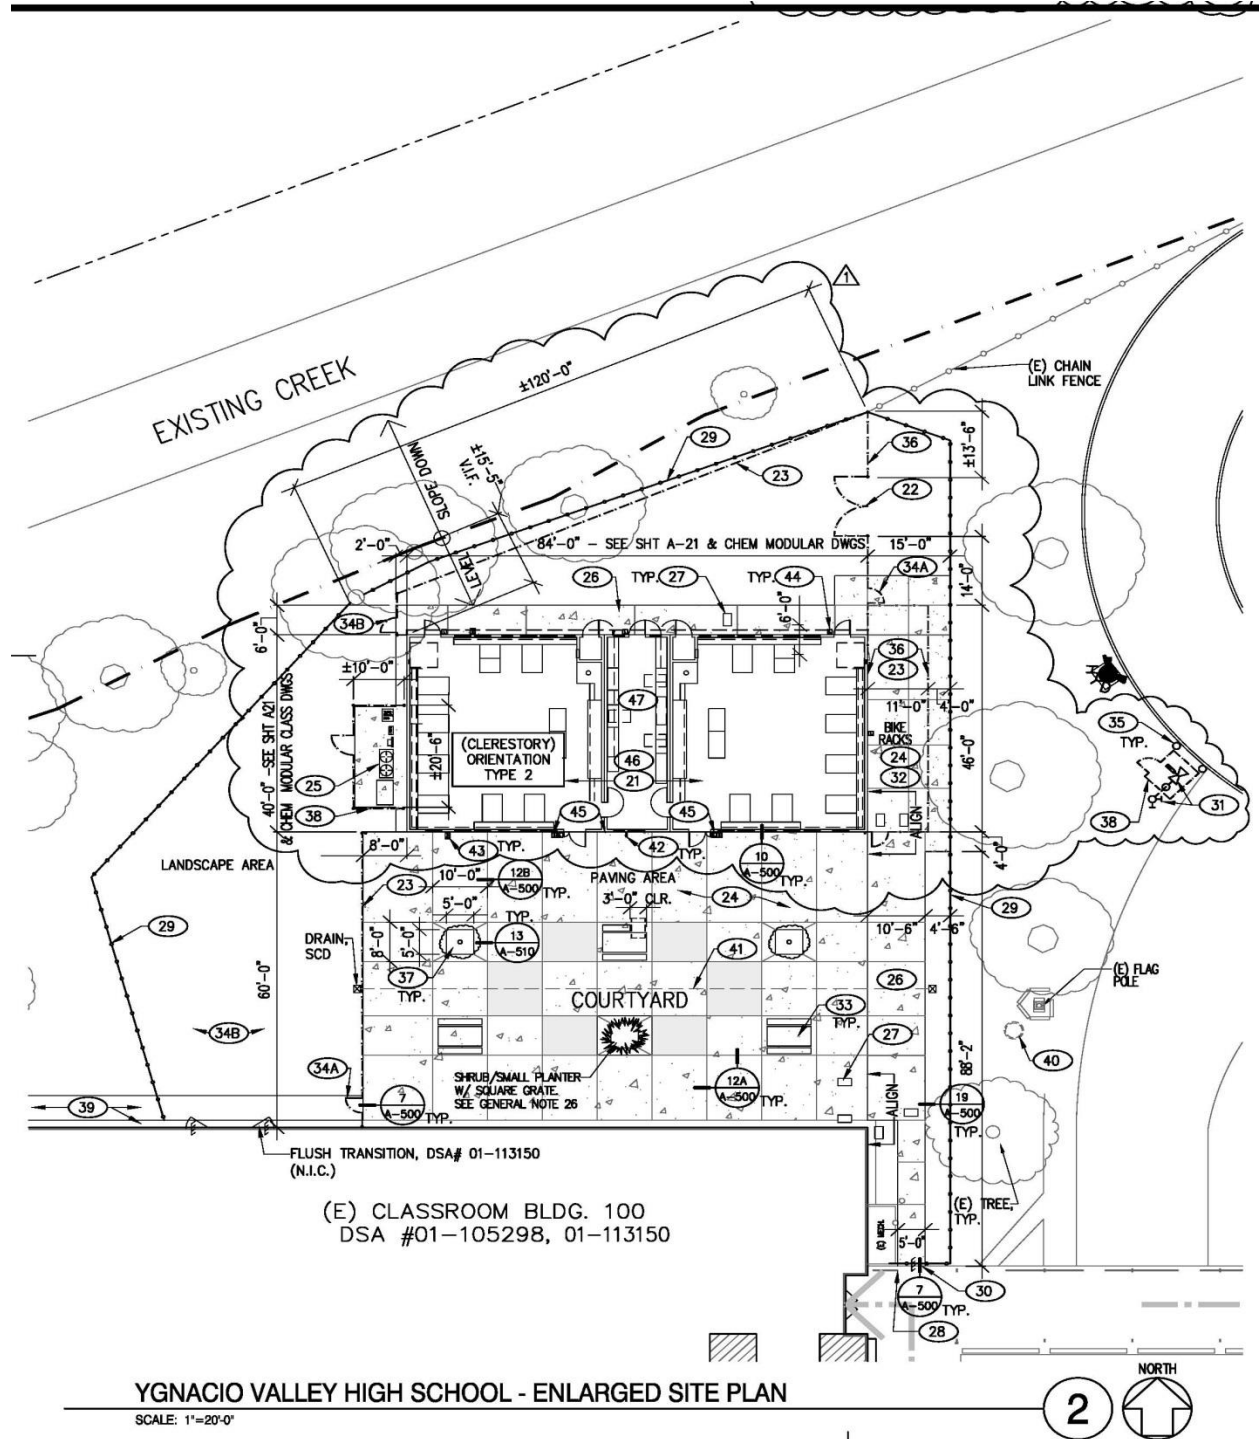 1
EXISTING CREEK
±120'-0"
(E) CHAIN
LINK FENCE
SLOPE DOWN
±15'-5"
V.I.F.
LEVEL
29
23
36
22
±13'-6"
2'-0"
84'-0" - SEE SHT A-21 & CHEM MODULAR DWGS
15'-0"
26
TYP. 27
TYP. 44
34A
14'-0"
34B
6'-0"
6'-0"
±10'-0"
40'-0" -SEE SHT A21
& CHEM MODULAR CLASS DWGS
47
36
23
11'-0"
4'-0"
BIKE
RACKS
24
32
46'-0"
35
TYP.
(CLERESTORY)
ORIENTATION
TYPE 2
±20'-6"
46
21
25
38
31
38
45
45
ALIGN
43
TYP.
42
TYP.
10
A-500
TYP.
4'-0"
8'-0"
LANDSCAPE AREA
23
10'-0"
12B
A-500
TYP.
PAVING AREA
3'-0" CLR.
24
29
5'-0"
TYP.
10'-6"
4'-6"
29
DRAIN,
SCD
8'-0"
5'-0"
13
A-510
37
TYP.
41
26
(E) FLAG
POLE
COURTYARD
60'-0"
33
TYP.
27
34B
40
88'-2"
34A
SHRUB/SMALL PLANTER
W/ SQUARE GRATE.
SEE GENERAL NOTE 26
12A
A-500
TYP.
ALIGN
19
A-500
TYP.
39
7
A-500
TYP.
FLUSH TRANSITION, DSA# 01-113150
(N.I.C.)
(E) CLASSROOM BLDG. 100
DSA #01-105298, 01-113150
(E) TREE,
TYP.
(E) MECH.
5'-0"
7
A-500
TYP.
30
28
YGNACIO VALLEY HIGH SCHOOL - ENLARGED SITE PLAN
SCALE: 1"=20'-0"
2
NORTH